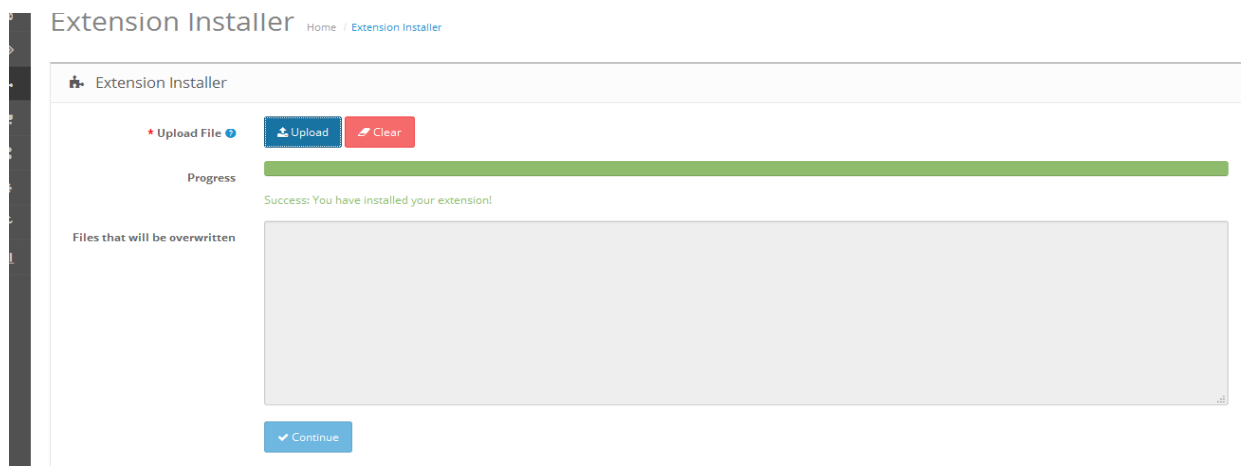 Extension Installer Home / Extension Installer
Extension Installer
* Upload File ? Upload Clear
Progress
Success: You have installed your extension!
Files that will be overwritten
Continue